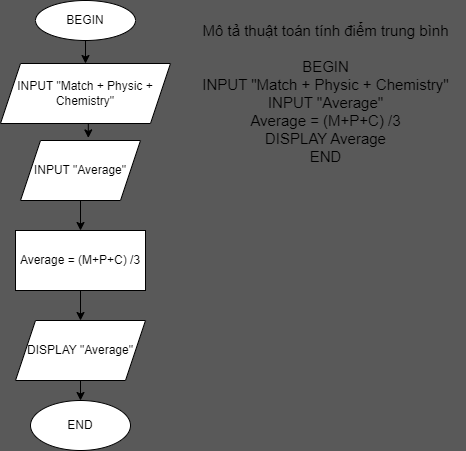 BEGIN
INPUT "Match + Physic +
Chemistry"
INPUT "Average"
Average = (M+P+C) /3
DISPLAY "Average"
END
Mô tả thuật toán tính điểm trung bình
BEGIN
INPUT "Match + Physic + Chemistry"
INPUT "Average"
Average = (M+P+C) /3
DISPLAY Average
END